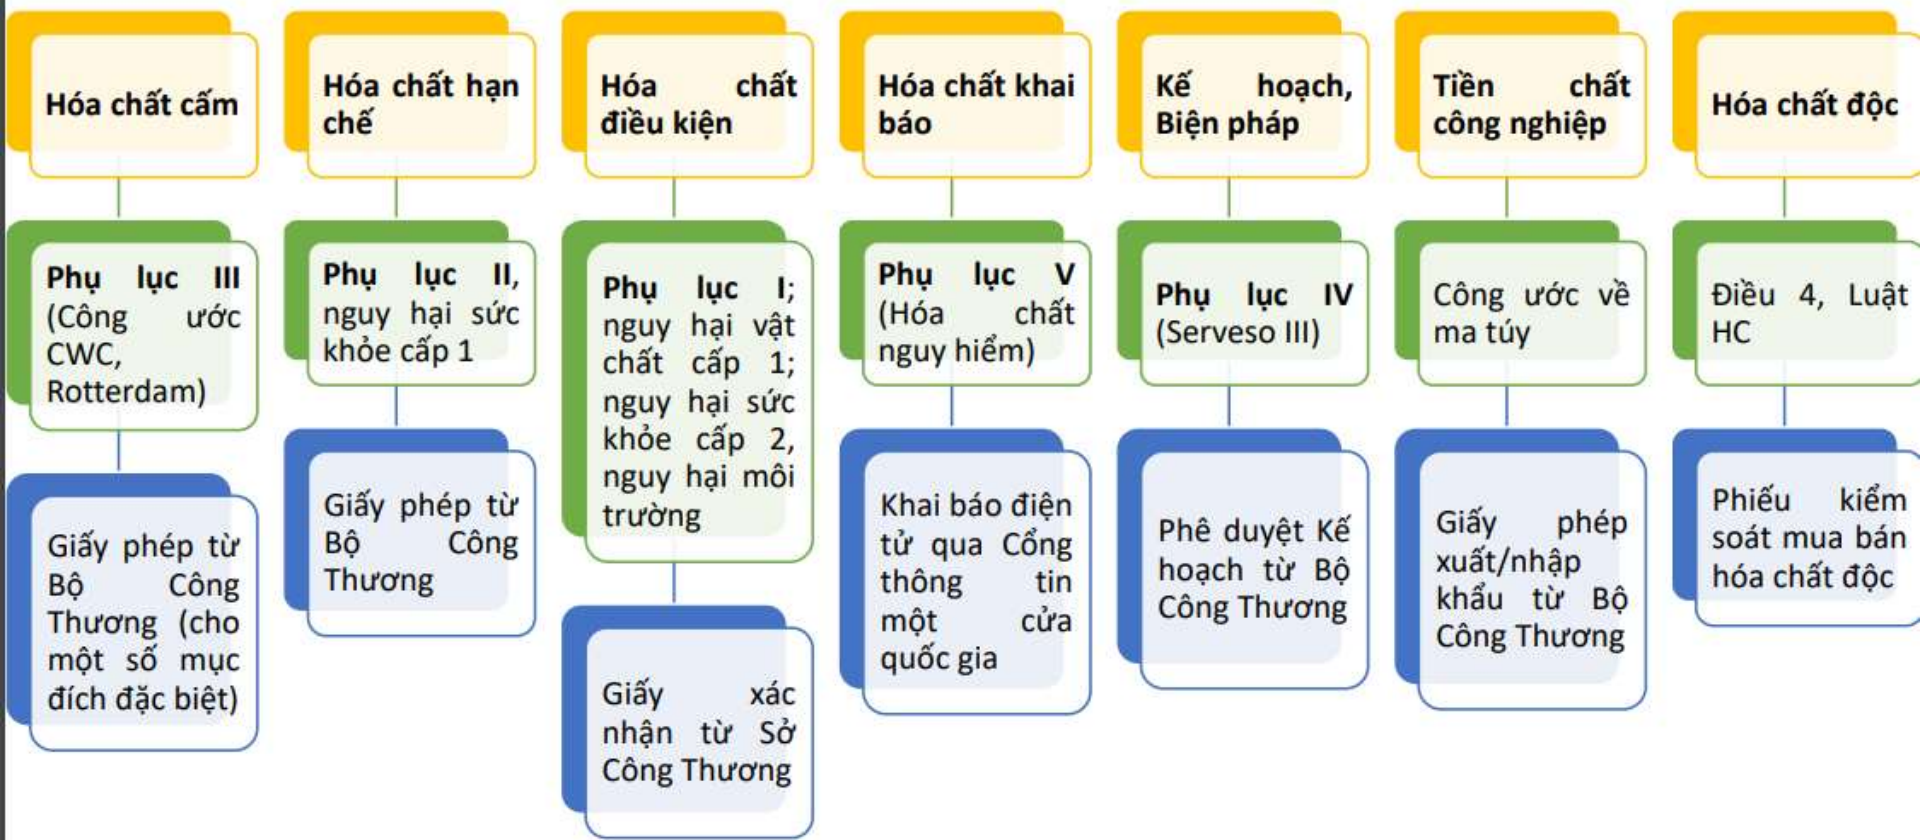 Hóa chất cấm
Phụ lục III
(Công ước
CWC,
Rotterdam)
Giấy phép từ
Bộ Công
Thương (cho
một số mục
đích đặc biệt)
Hóa chất hạn
chế
Phụ lục II,
nguy hại sức
khỏe cấp 1
Giấy phép từ
Bộ Công
Thương
Hóa chất
điều kiện
Phụ lục I;
nguy hại vật
chất cấp 1;
nguy hại sức
khỏe cấp 2,
nguy hại môi
trường
Giấy xác
nhận từ Sở
Công Thương
Hóa chất khai
báo
Phụ lục V
(Hóa chất
nguy hiểm)
Khai báo điện
tử qua Cổng
thông tin
một cửa
quốc gia
Kế hoạch,
Biện pháp
Phụ lục IV
(Serveso III)
Phê duyệt Kế
hoạch từ Bộ
Công Thương
Tiền chất
công nghiệp
Công ước về
ma túy
Giấy phép
xuất/nhập
khẩu từ Bộ
Công Thương
Hóa chất độc
Điều 4, Luật
HC
Phiếu kiểm
soát mua bán
hóa chất độc